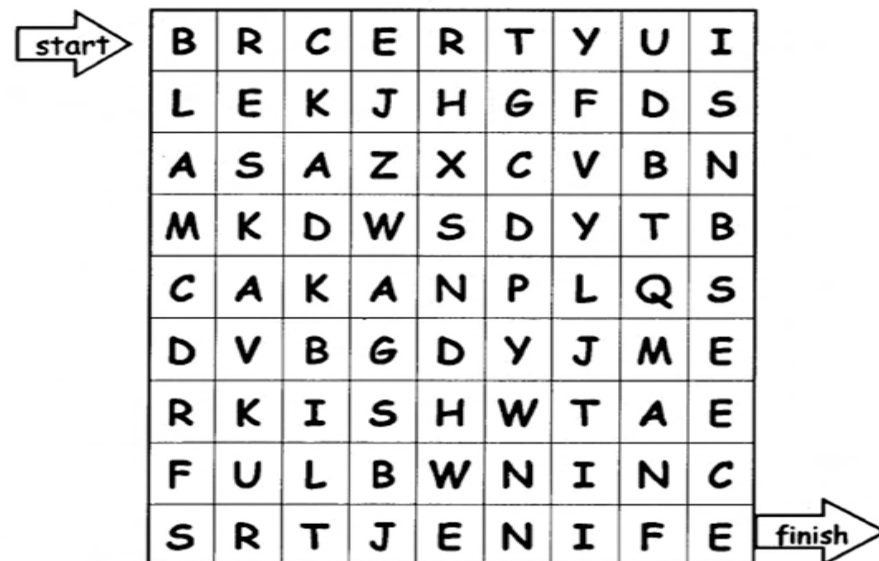 start B R C E R T Y U I
L E K J H G F D S
A S A Z X C V B N
M K D W S D Y T B
C A K A N P L Q S
D V B G D Y J M E
R K I S H W T A E
F U L B W N I N C
S R T J E N I F E finish